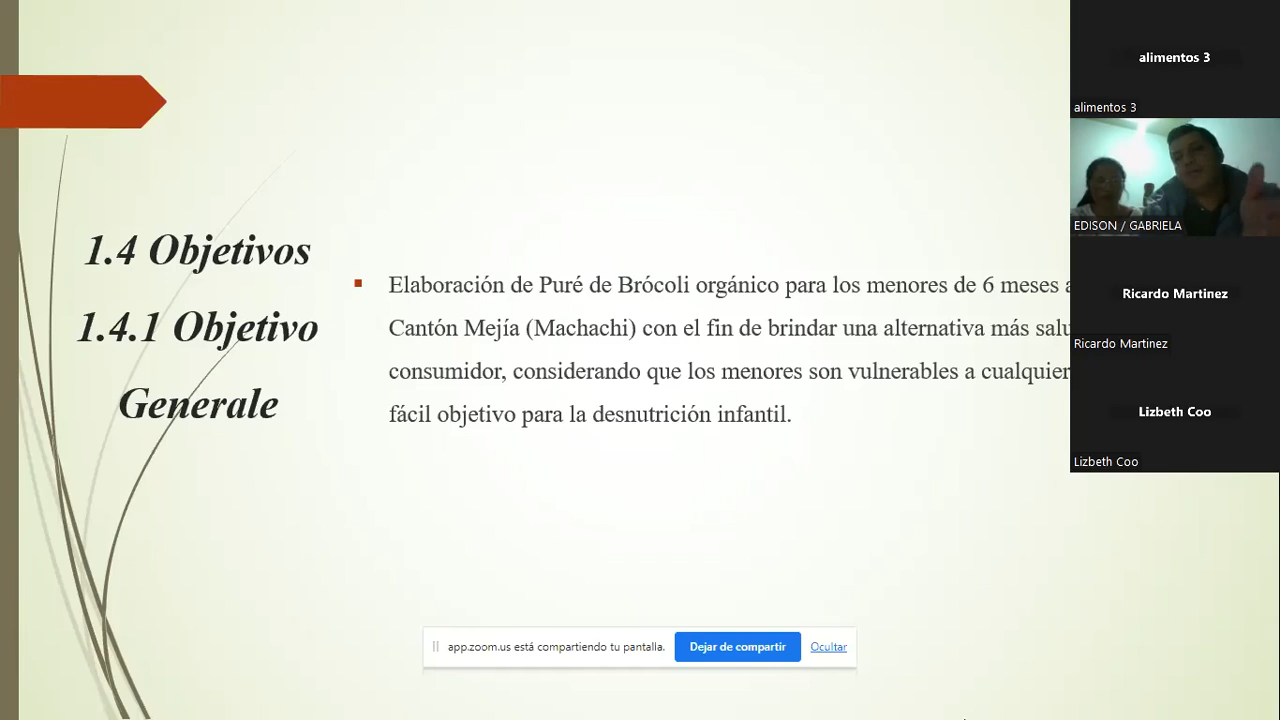 1.4 Objetivos
1.4.1 Objetivo
Generale
▪ Elaboración de Puré de Brócoli orgánico para los menores de 6 meses
Cantón Mejía (Machachi) con el fin de brindar una alternativa más
consumidor, considerando que los menores son vulnerables a cualquier
fácil objetivo para la desnutrición infantil.
alimentos 3
alimentos 3
EDISON / GABRIELA
Ricardo Martinez
Ricardo Martinez
Lizbeth Coo
Lizbeth Coo
app.zoom.us está compartiendo tu pantalla.
Dejar de compartir
Ocultar